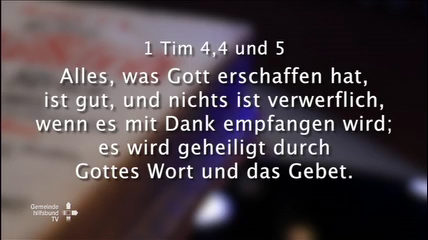 1 Tim 4,4 und 5
Alles, was Gott erschaffen hat,
ist gut, und nichts ist verwerflich,
wenn es mit Dank empfangen wird;
es wird geheiligt durch
Gottes Wort und das Gebet.
Gemeinde
hilfsbund
TV